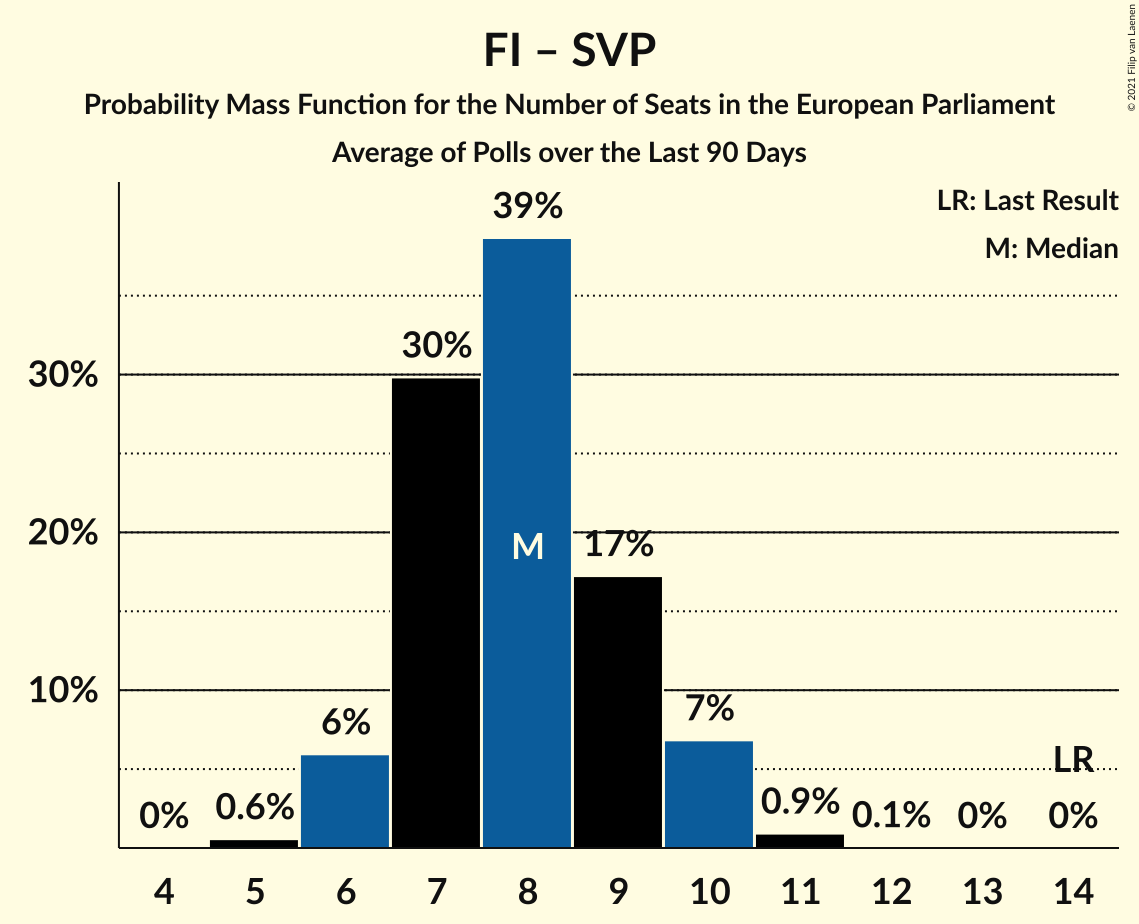 FI – SVP
Probability Mass Function for the Number of Seats in the European Parliament
Average of Polls over the Last 90 Days
© 2021 Filip van Laenen
LR: Last Result
M: Median
39%
30%
30%
20%
M
17%
10%
6%
7%
LR
0%
0.6%
0.9%
0.1%
0%
0%
4 5 6 7 8 9 10 11 12 13 14